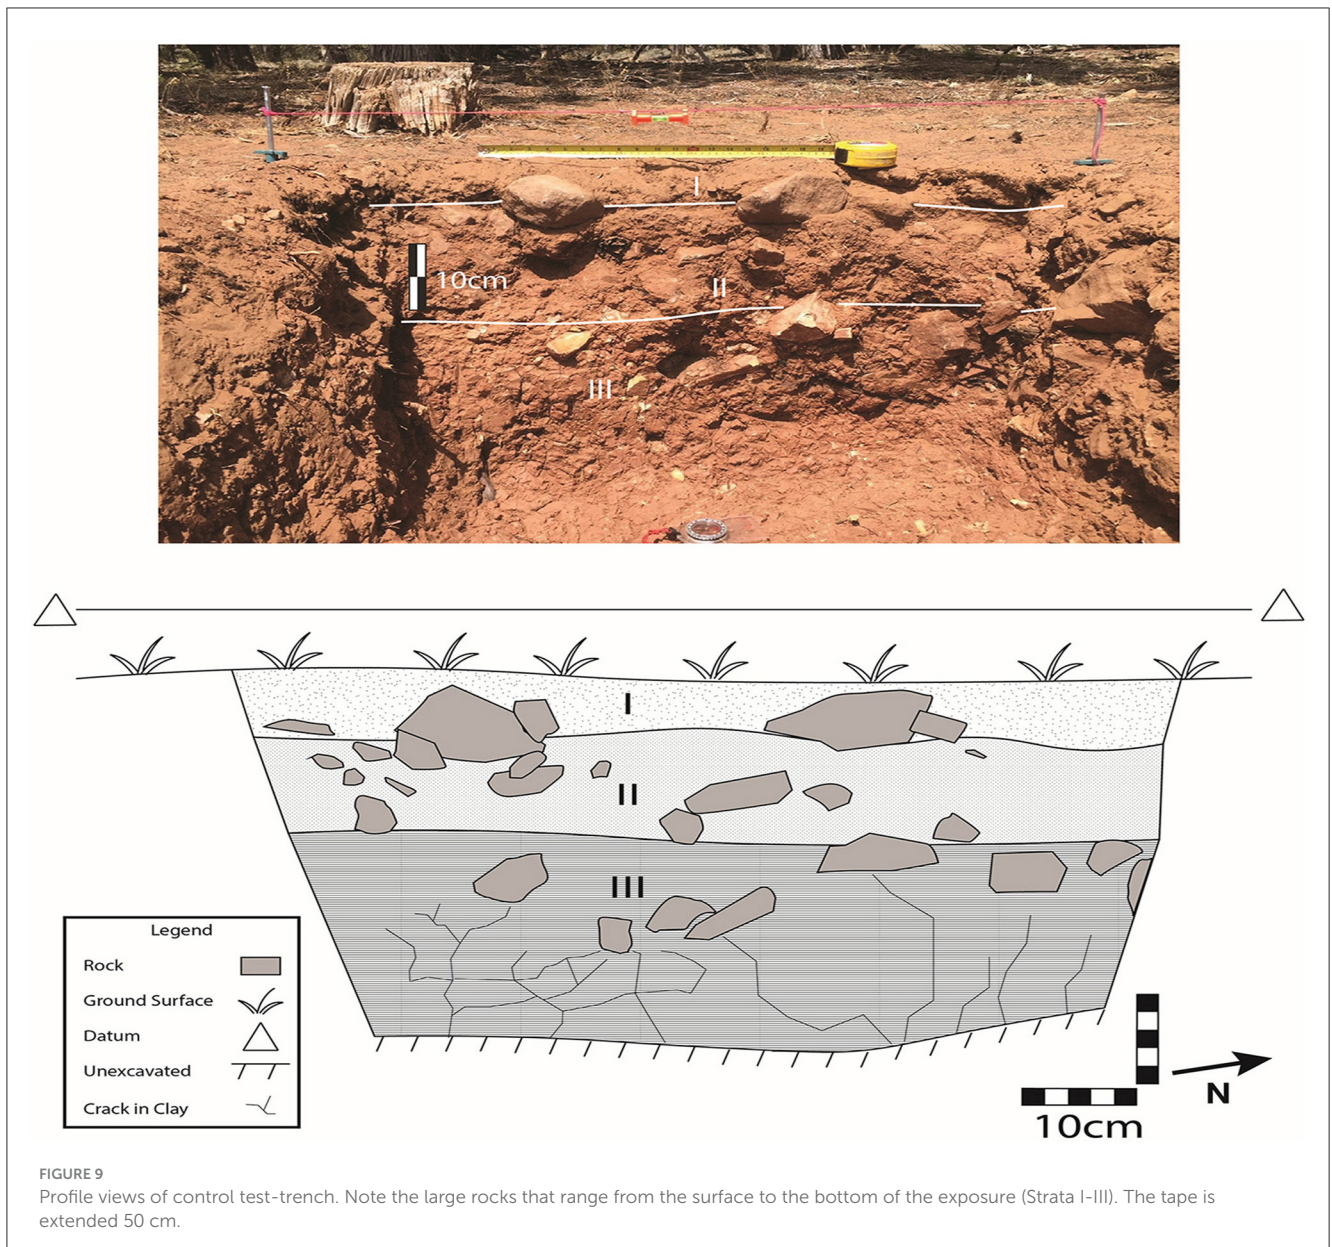 I
10cm
II
III
I
II
III
Legend
Rock
Ground Surface
Datum
Unexcavated
Crack in Clay
N
10cm
FIGURE 9
Profile views of control test-trench. Note the large rocks that range from the surface to the bottom of the exposure (Strata I-III). The tape is
extended 50 cm.